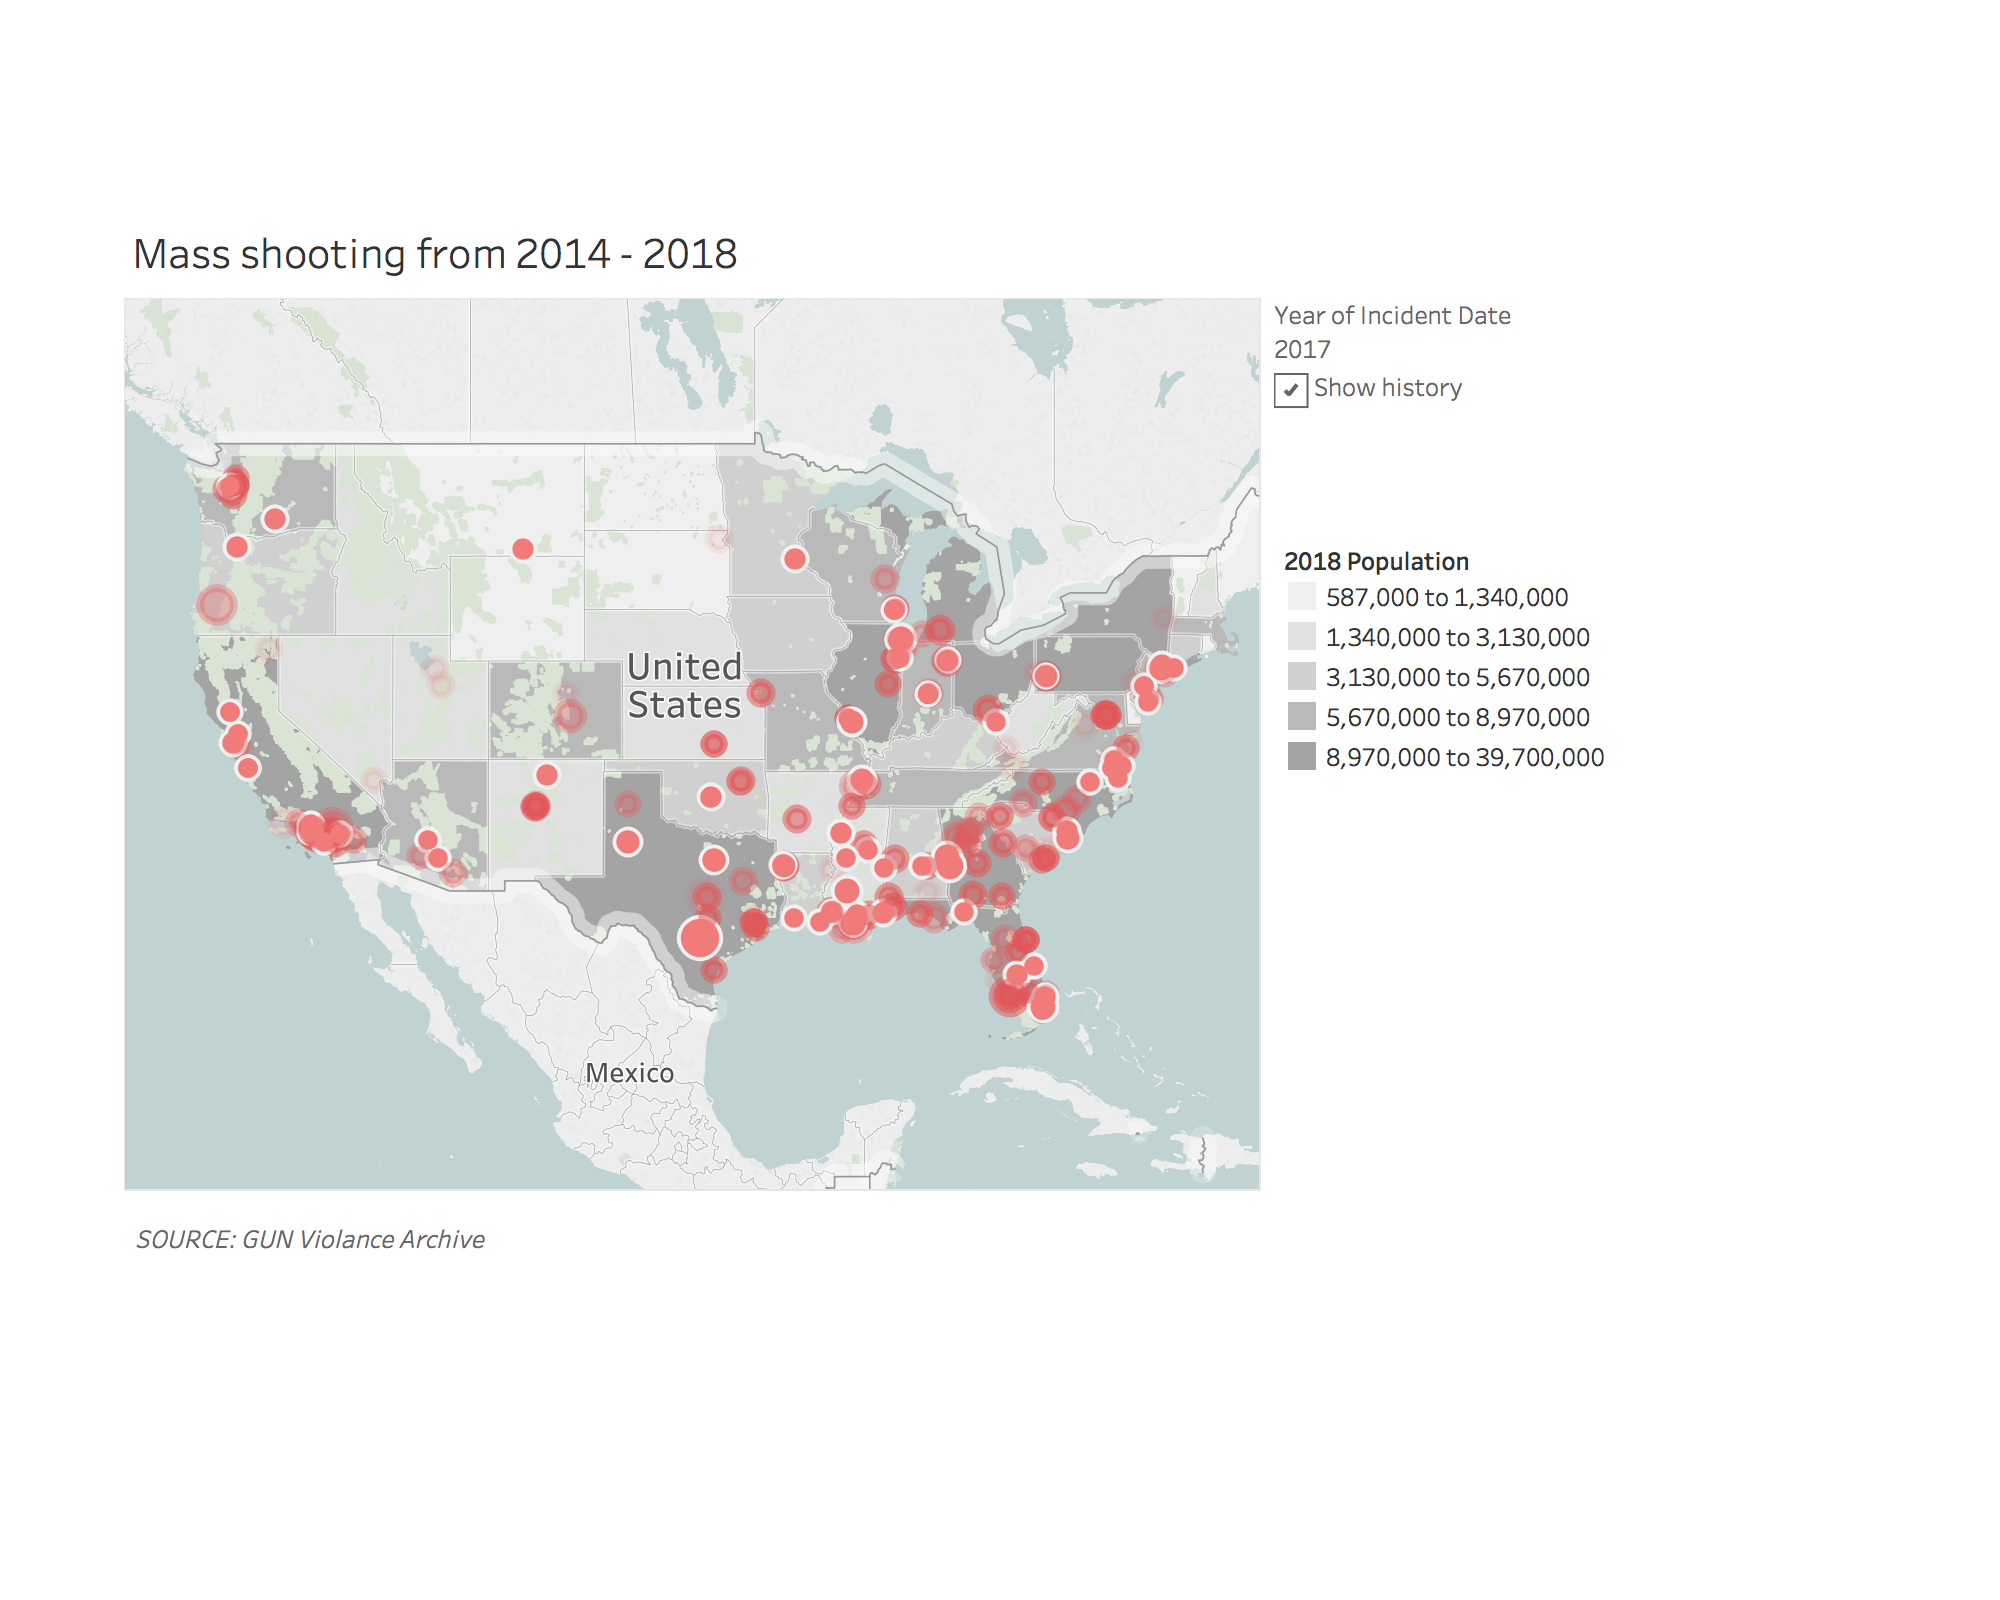 Mass shooting from 2014 - 2018
Year of Incident Date
2017
Show history
United
States
Mexico
2018 Population
587,000 to 1,340,000
1,340,000 to 3,130,000
3,130,000 to 5,670,000
5,670,000 to 8,970,000
8,970,000 to 39,700,000
SOURCE: GUN Violance Archive